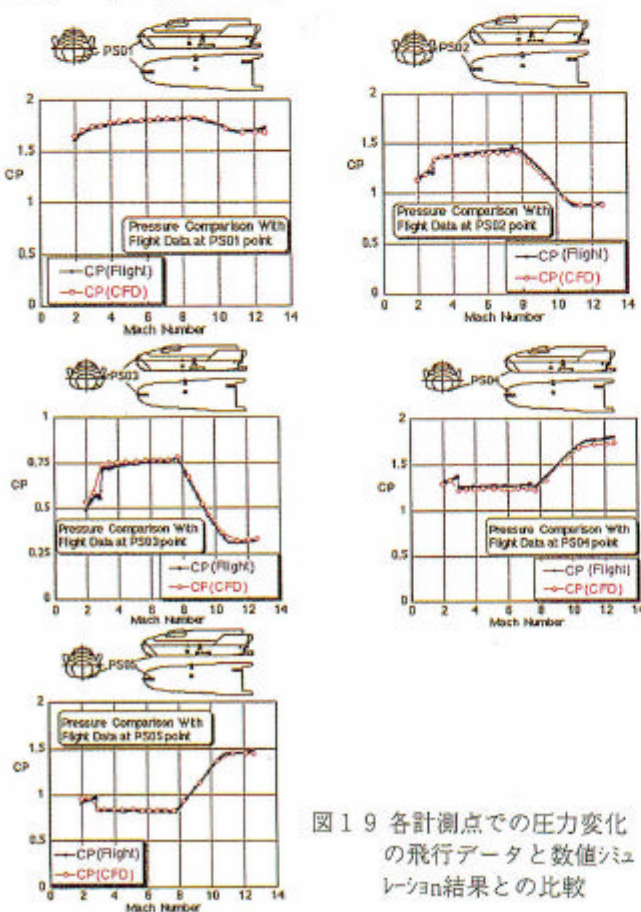 PS01
PS02
2
1.5
CP
1
0.5
0
Pressure Comparison With
Flight Data at PS01 point
CP(Flight)
CP(CFD)
0 2 4 6 8 10 12 14
Mach Number
2
1.5
CP
1
0.5
0
Pressure Comparison With
Flight Data at PS02 point
CP(Flight)
CP(CFD)
0 2 4 6 8 10 12 14
Mach Number
PS03
PS04
1
0.75
CP
0.5
0.25
0
Pressure Comparison With
Flight Data at PS03 point
CP(Flight)
CP(CFD)
0 2 4 6 8 10 12 14
Mach Number
2
1.5
CP
1
0.5
0
Pressure Comparison With
Flight Data at PS04 point
CP(Flight)
CP(CFD)
0 2 4 6 8 10 12 14
Mach Number
PS05
2
1.5
CP
1
0.5
0
Pressure Comparison With
Flight Data at PS05 point
CP(Flight)
CP(CFD)
0 2 4 6 8 10 12 14
Mach Number
図19 各計測点での圧力変化
の飛行データと数値シミュ
レーションn結果との比較